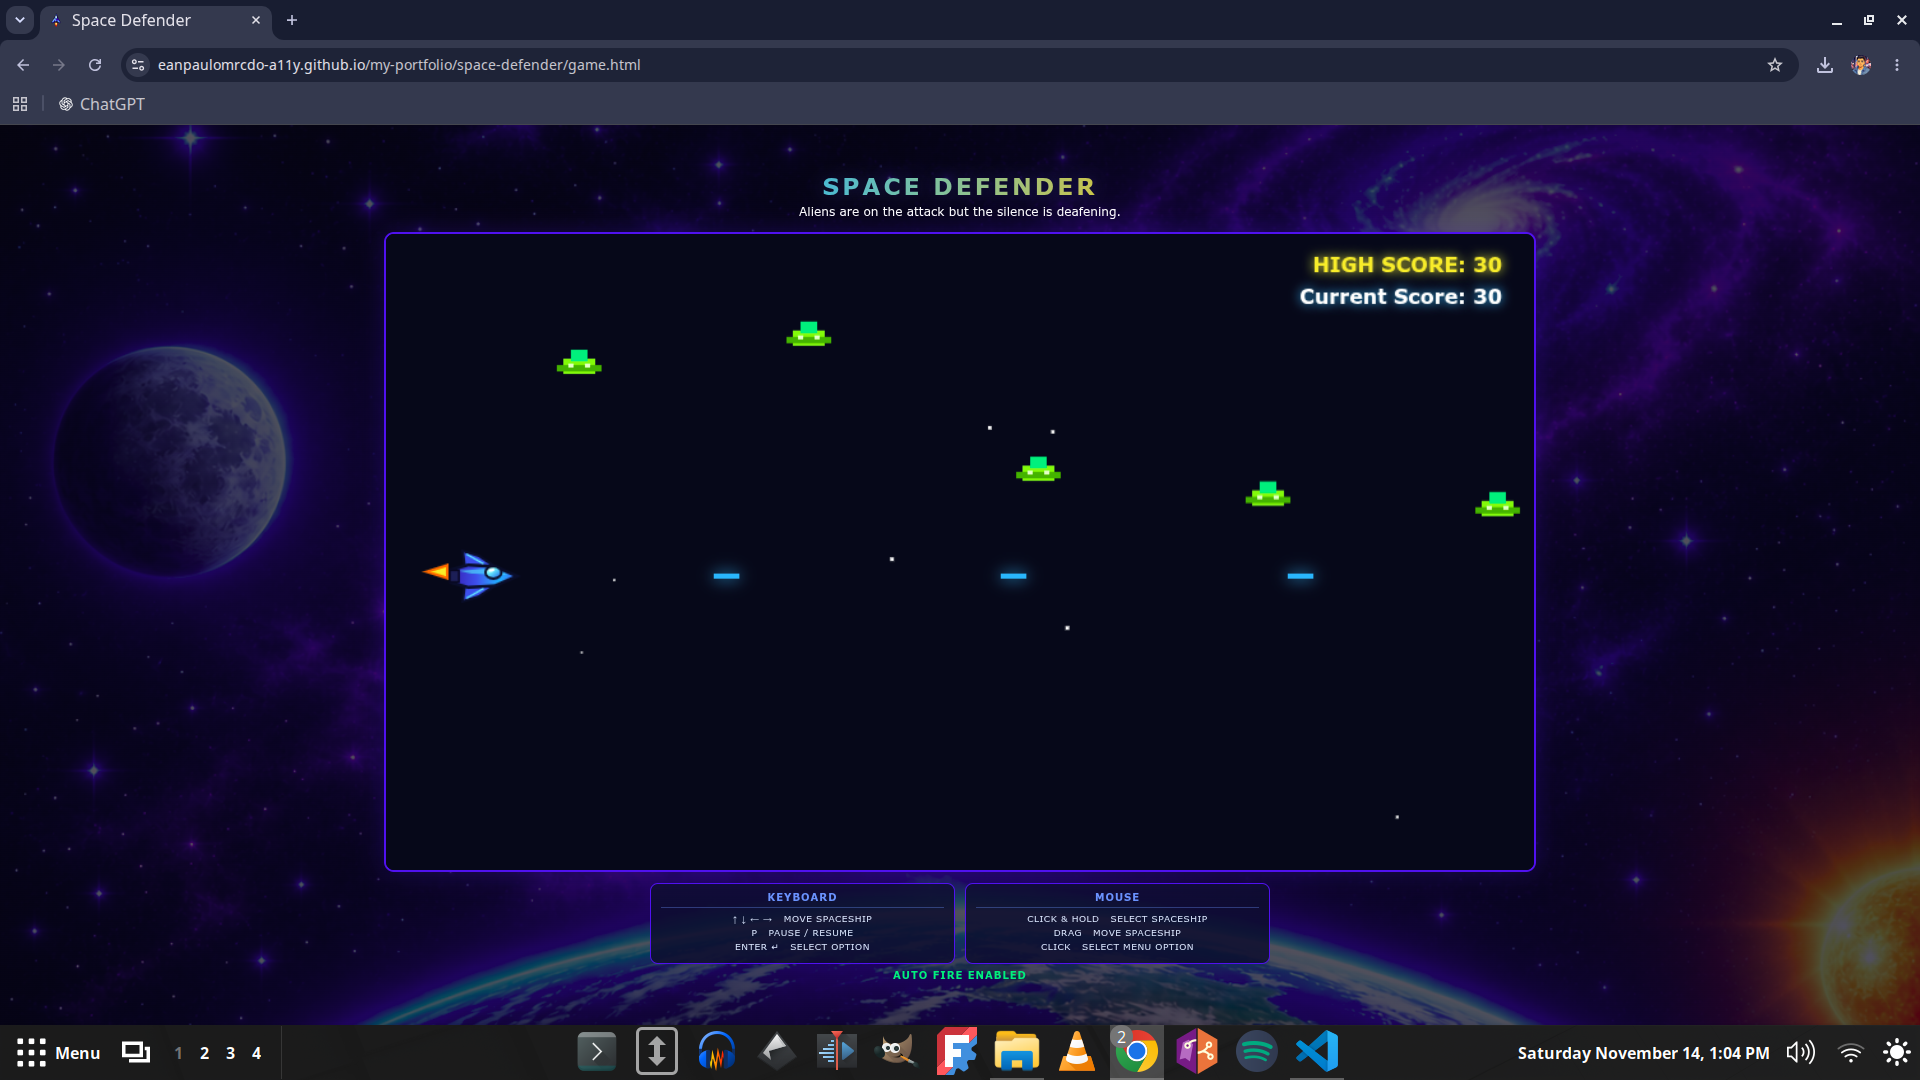 Space Defender
eanpaulomrcdo-a11y.github.io/my-portfolio/space-defender/game.html
ChatGPT
SPACE DEFENDER
Aliens are on the attack but the silence is deafening.
HIGH SCORE: 30
Current Score: 30
KEYBOARD
↑↓←→ MOVE SPACESHIP
P PAUSE / RESUME
ENTER ↵ SELECT OPTION
MOUSE
CLICK & HOLD SELECT SPACESHIP
DRAG MOVE SPACESHIP
CLICK SELECT MENU OPTION
AUTO FIRE ENABLED
Menu
1 2 3 4
2
Saturday November 14, 1:04 PM